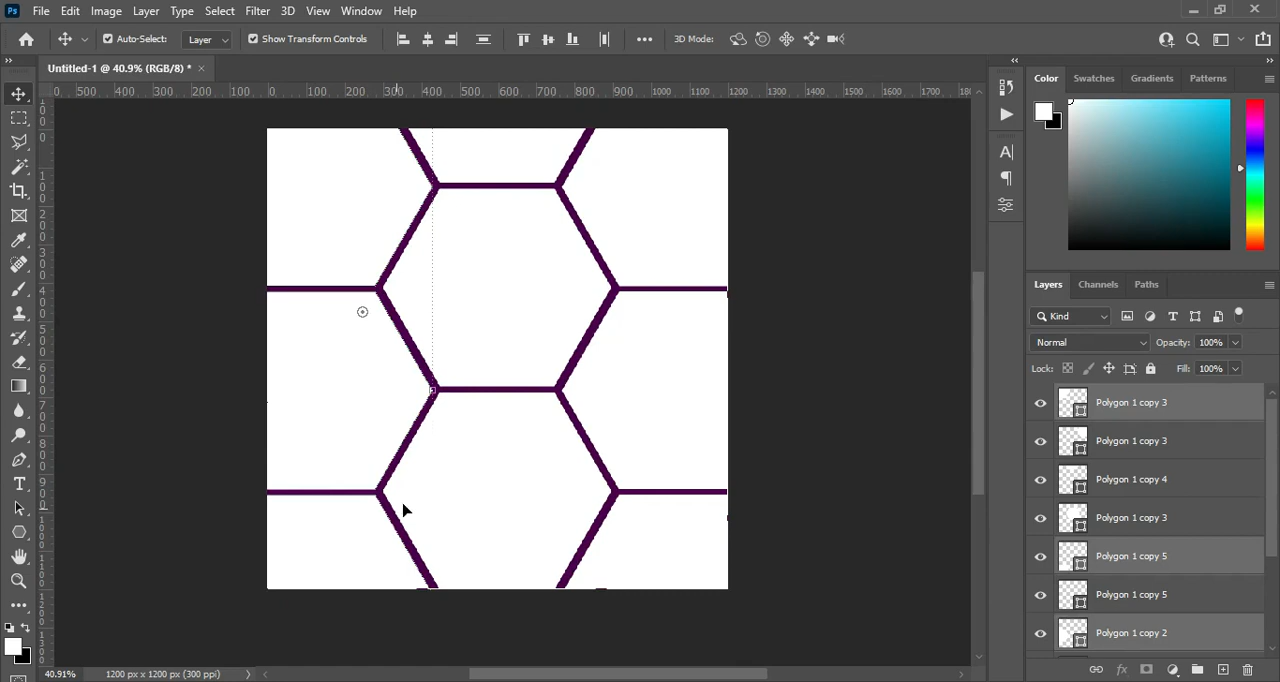 Ps File Edit Image Layer Type Select Filter 3D View Window Help
Auto-Select: Layer Show Transform Controls 3D Mode:
Untitled-1 @ 40.9% (RGB/8) *
500 400 300 200 100 0 100 200 300 400 500 600 700 800 900 1000 1100 1200 1300 1400 1500 1600 1700
Color Swatches Gradients Patterns
Layers Channels Paths
Kind
Normal Opacity: 100%
Lock: Fill: 100%
Polygon 1 copy 3
Polygon 1 copy 3
Polygon 1 copy 4
Polygon 1 copy 3
Polygon 1 copy 5
Polygon 1 copy 5
Polygon 1 copy 2
40.91% 1200 px x 1200 px (300 ppi)